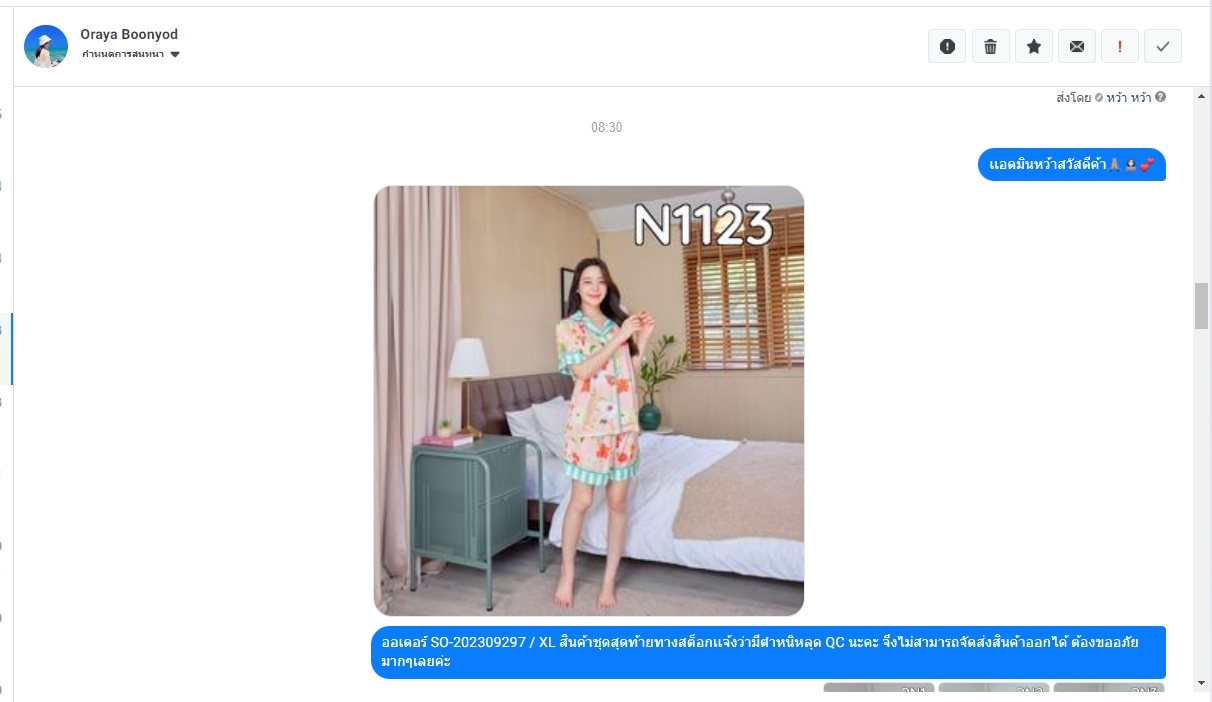 Oraya Boonyod
กำหนดการสนทนา
ส่งโดย หว้า หว้า
08:30
แอดมินหว้าสวัสดีค้า🙏🏽 🙇🏻‍♀️ 💕
N1123
ออเดอร์ SO-202309297 / XL สินค้าชุดสุดท้ายทางสต็อกแจ้งว่ามีตำหนิหลุด QC นะคะ จึงไม่สามารถจัดส่งสินค้าออกได้ ต้องขออภัย
มากๆเลยค่ะ